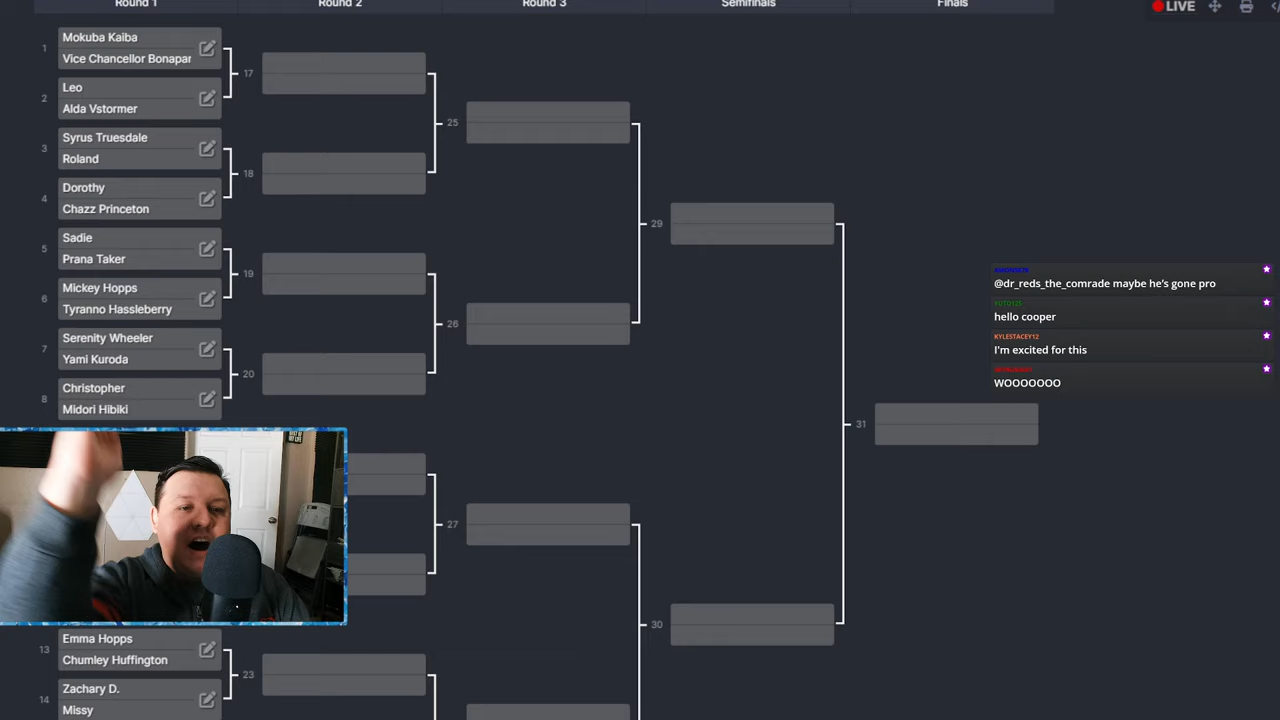 Round 1
Round 2
Round 3
Semifinals
Finals
LIVE
1
Mokuba Kaiba
Vice Chancellor Bonapar
17
2
Leo
Alda Vstormer
25
3
Syrus Truesdale
Roland
18
4
Dorothy
Chazz Princeton
29
5
Sadie
Prana Taker
19
6
Mickey Hopps
Tyranno Hassleberry
26
7
Serenity Wheeler
Yami Kuroda
20
8
Christopher
Midori Hibiki
31
@dr_reds_the_comrade maybe he's gone pro
hello cooper
KYLESTACEY12
I'm excited for this
WOOOOOOO
27
30
13
Emma Hopps
Chumley Huffington
23
14
Zachary D.
Missy